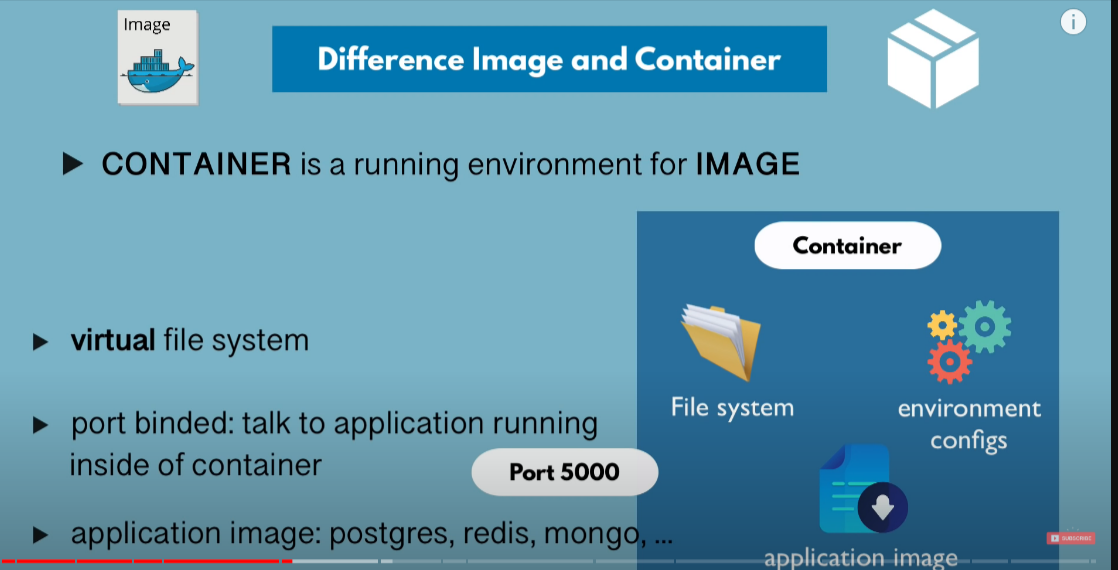 Image
Difference Image and Container
CONTAINER is a running environment for IMAGE
Container
virtual file system
File system
environment
configs
port binded: talk to application running
inside of container
Port 5000
application image: postgres, redis, mongo, ...
application image
SUBSCRIBE
i